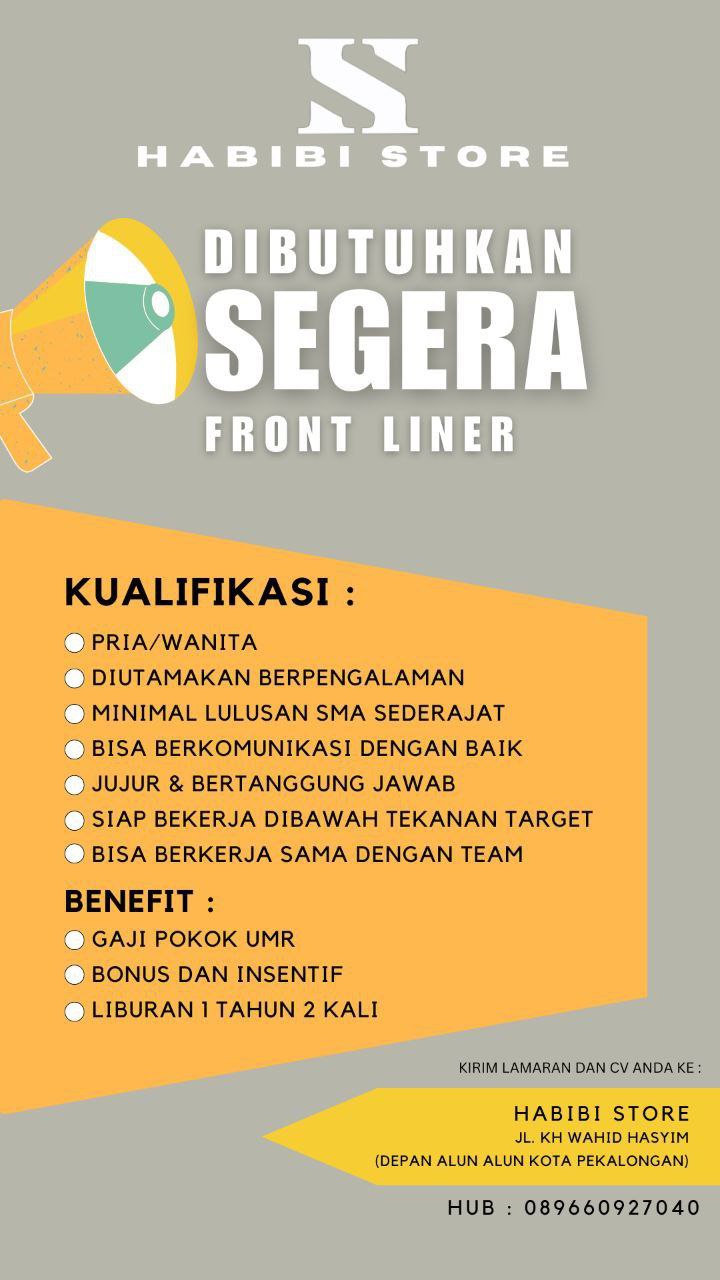 HABIBI STORE
DIBUTUHKAN
SEGERA
FRONT LINER
KUALIFIKASI :
PRIA/WANITA
DIUTAMAKAN BERPENGALAMAN
MINIMAL LULUSAN SMA SEDERAJAT
BISA BERKOMUNIKASI DENGAN BAIK
JUJUR & BERTANGGUNG JAWAB
SIAP BEKERJA DIBAWAH TEKANAN TARGET
BISA BERKERJA SAMA DENGAN TEAM
BENEFIT :
GAJI POKOK UMR
BONUS DAN INSENTIF
LIBURAN 1 TAHUN 2 KALI
KIRIM LAMARAN DAN CV ANDA KE :
HABIBI STORE
JL. KH WAHID HASYIM
(DEPAN ALUN ALUN KOTA PEKALONGAN)
HUB : 089660927040